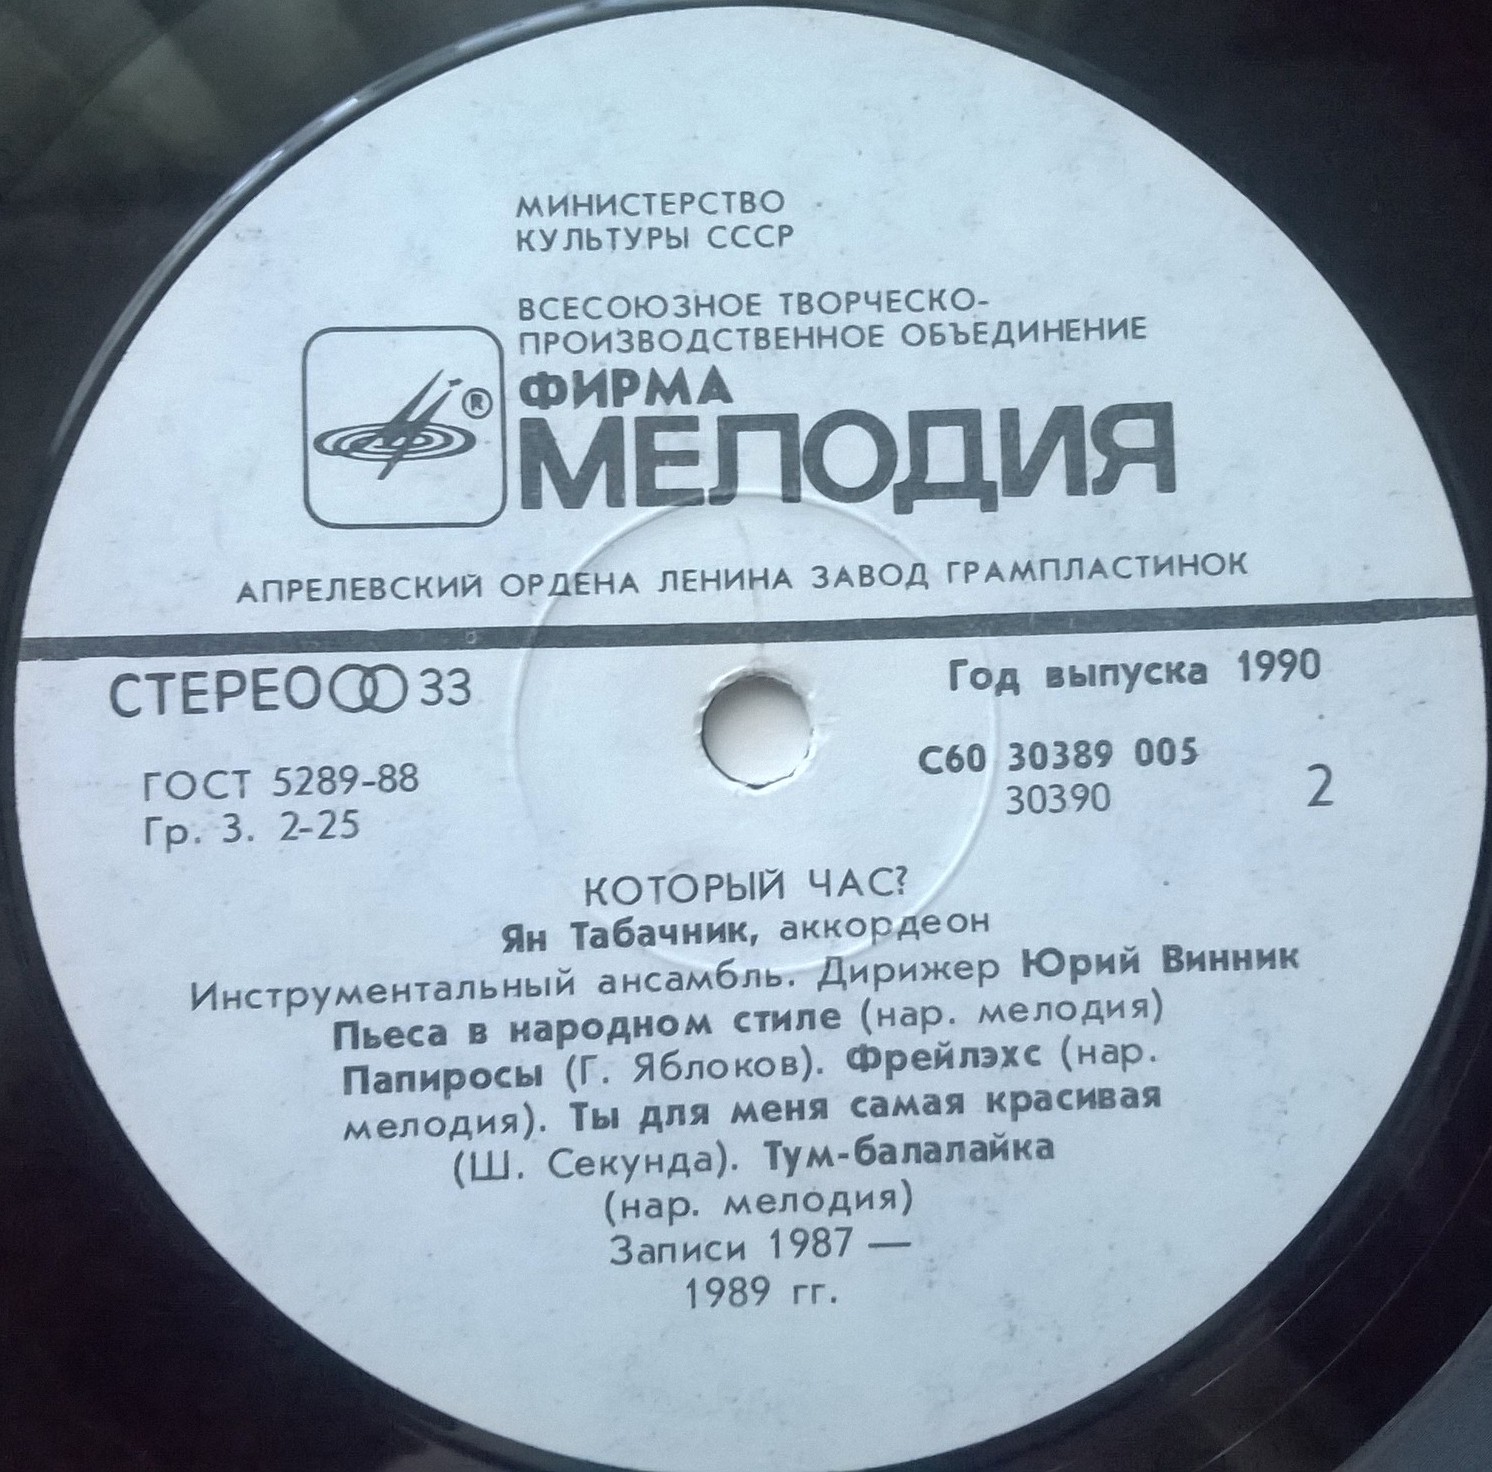 МИНИСТЕРСТВО
КУЛЬТУРЫ СССР
ВСЕСОЮЗНОЕ ТВОРЧЕСКО-
ПРОИЗВОДСТВЕННОЕ ОБЪЕДИНЕНИЕ
®
ФИРМА
МЕЛОДИЯ
АПРЕЛЕВСКИЙ ОРДЕНА ЛЕНИНА ЗАВОД ГРАМПЛАСТИНОК
СТЕРЕО 33
Год выпуска 1990
ГОСТ 5289-88
Гр. 3. 2-25
С60 30389 005
30390
2
КОТОРЫЙ ЧАС?
Ян Табачник, аккордеон
Инструментальный ансамбль. Дирижер Юрий Винник
Пьеса в народном стиле (нар. мелодия)
Папиросы (Г. Яблоков). Фрейлэхс (нар.
мелодия). Ты для меня самая красивая
(Ш. Секунда). Тум-балалайка
(нар. мелодия)
Записи 1987 —
1989 гг.